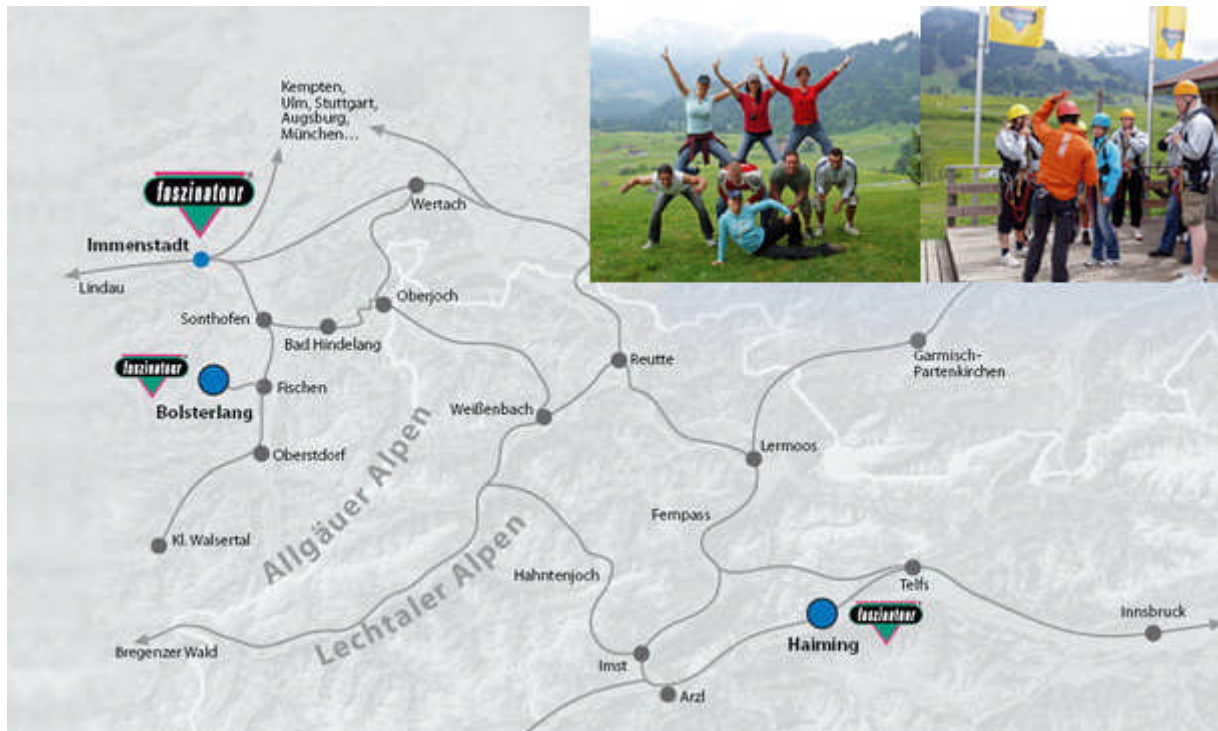 Kempten,
Ulm, Stuttgart,
Augsburg,
München...
faszinatour
Wertach
Immenstadt
Lindau
Oberjoch
Sonthofen
Bad Hindelang
Reutte
Garmisch-
Partenkirchen
faszinatour
Fischen
Bolsterlang
Weißenbach
Lermoos
Oberstdorf
Allgäuer Alpen
Fernpass
Kl. Walsertal
Lechtaler Alpen
Hahntenjoch
Telfs
Innsbruck
faszinatour
Haiming
Bregenzer Wald
Imst
Arzl